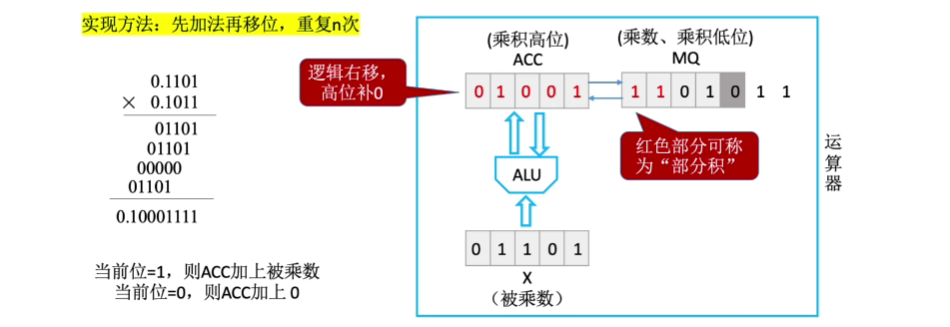 实现方法：先加法再移位，重复n次
0.1101
× 0.1011
01101
01101
00000
01101
0.10001111
当前位=1，则ACC加上被乘数
当前位=0，则ACC加上 0
逻辑右移，
高位补0
(乘积高位)
ACC
0 1 0 0 1
(乘数、乘积低位)
MQ
1 1 0 1 0 1 1
红色部分可称
为“部分积”
ALU
0 1 1 0 1
X
（被乘数）
运算器